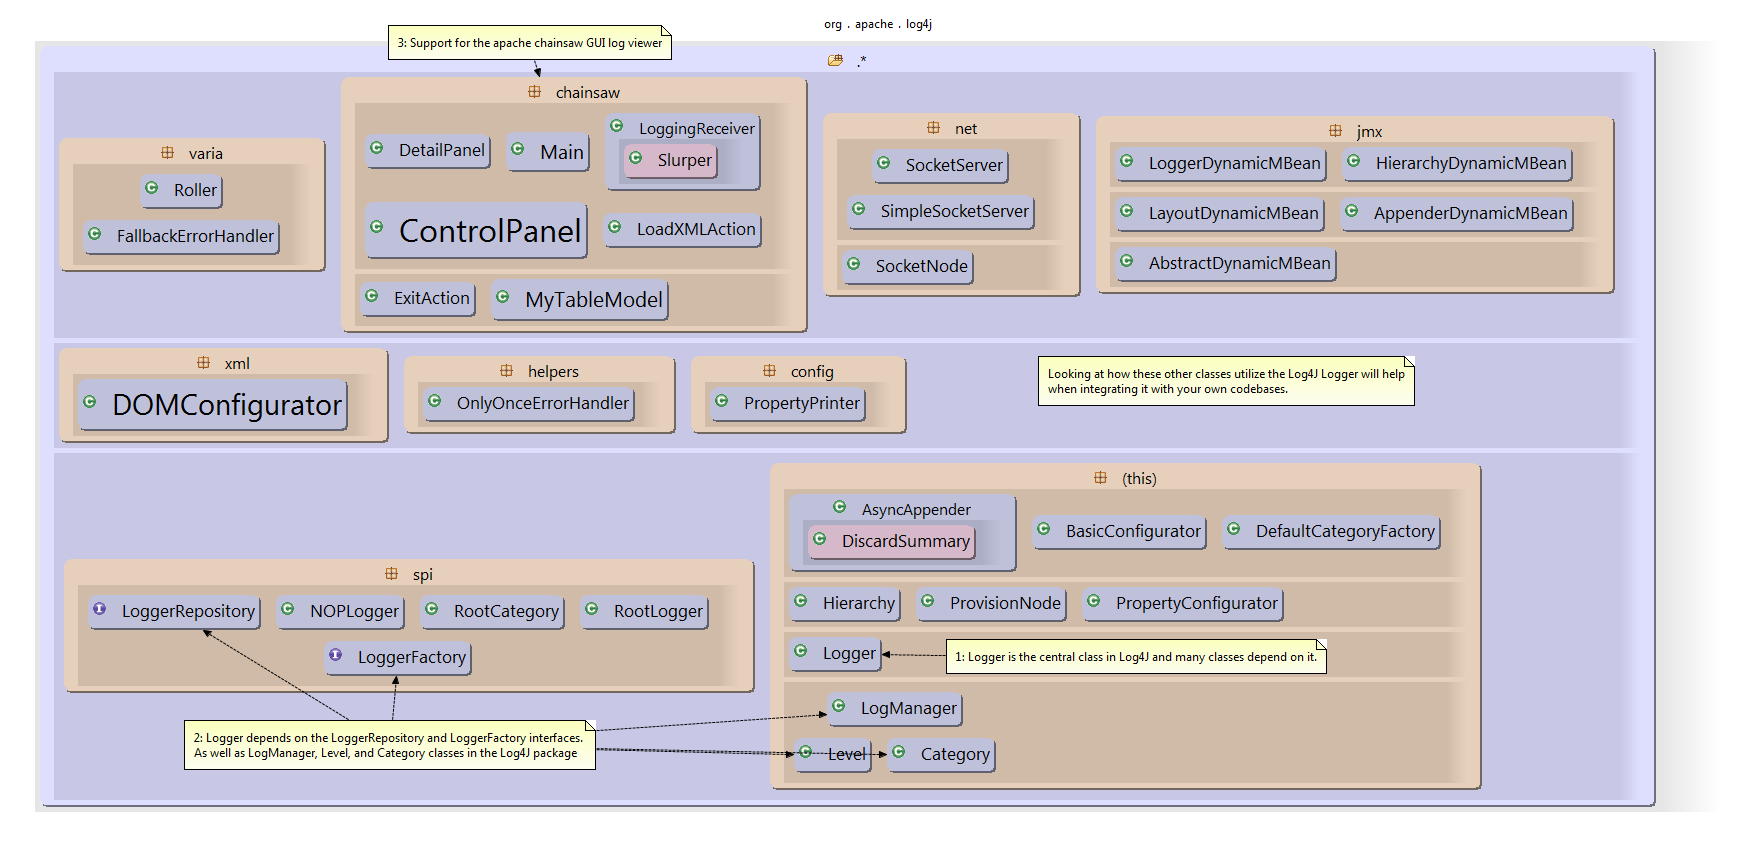 org . apache . log4j
3: Support for the apache chainsaw GUI log viewer
.*
chainsaw
DetailPanel
Main
LoggingReceiver
Slurper
ControlPanel
LoadXMLAction
ExitAction
MyTableModel
varia
Roller
FallbackErrorHandler
net
SocketServer
SimpleSocketServer
SocketNode
jmx
LoggerDynamicMBean
HierarchyDynamicMBean
LayoutDynamicMBean
AppenderDynamicMBean
AbstractDynamicMBean
xml
DOMConfigurator
helpers
OnlyOnceErrorHandler
config
PropertyPrinter
Looking at how these other classes utilize the Log4J Logger will help
when integrating it with your own codebases.
(this)
AsyncAppender
DiscardSummary
BasicConfigurator
DefaultCategoryFactory
Hierarchy
ProvisionNode
PropertyConfigurator
Logger
1: Logger is the central class in Log4J and many classes depend on it.
LogManager
Level
Category
spi
LoggerRepository
NOPLogger
RootCategory
RootLogger
LoggerFactory
2: Logger depends on the LoggerRepository and LoggerFactory interfaces.
As well as LogManager, Level, and Category classes in the Log4J package